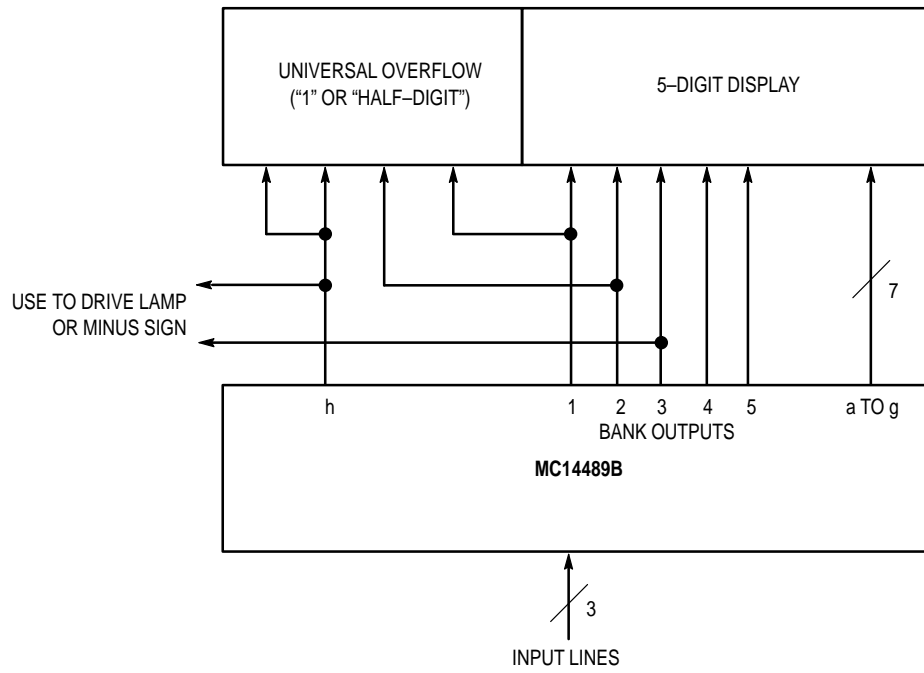 UNIVERSAL OVERFLOW
(“1” OR “HALF–DIGIT”)
5–DIGIT DISPLAY
USE TO DRIVE LAMP
OR MINUS SIGN
7
h
1 2 3 4 5
a TO g
BANK OUTPUTS
MC14489B
3
INPUT LINES